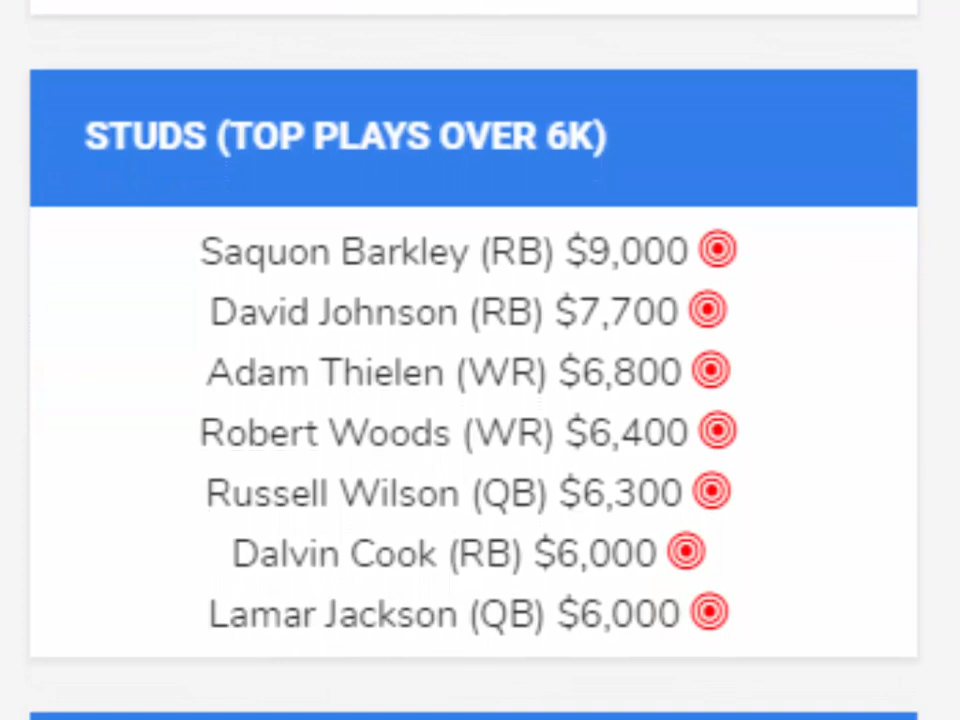 STUDS (TOP PLAYS OVER 6K)
Saquon Barkley (RB) $9,000
David Johnson (RB) $7,700
Adam Thielen (WR) $6,800
Robert Woods (WR) $6,400
Russell Wilson (QB) $6,300
Dalvin Cook (RB) $6,000
Lamar Jackson (QB) $6,000